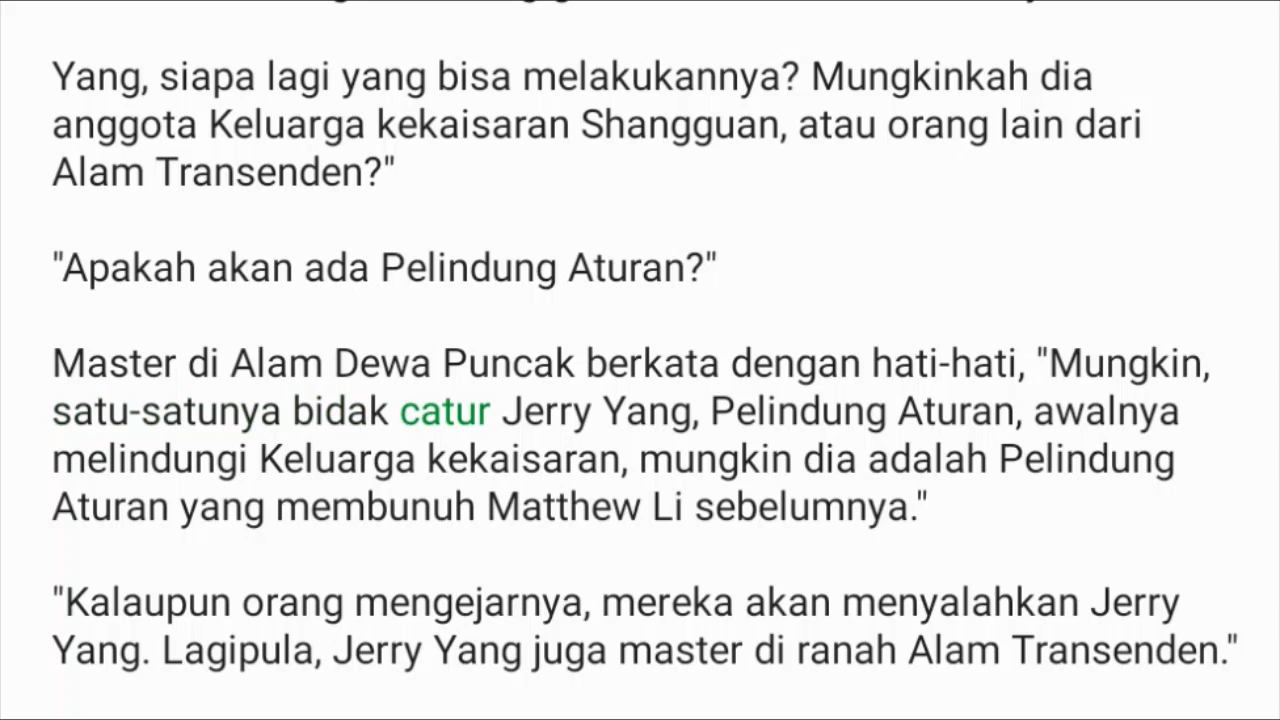 Yang, siapa lagi yang bisa melakukannya? Mungkinkah dia
anggota Keluarga kekaisaran Shangguan, atau orang lain dari
Alam Transenden?"
"Apakah akan ada Pelindung Aturan?"
Master di Alam Dewa Puncak berkata dengan hati-hati, "Mungkin,
satu-satunya bidak catur Jerry Yang, Pelindung Aturan, awalnya
melindungi Keluarga kekaisaran, mungkin dia adalah Pelindung
Aturan yang membunuh Matthew Li sebelumnya."
"Kalaupun orang mengejarnya, mereka akan menyalahkan Jerry
Yang. Lagipula, Jerry Yang juga master di ranah Alam Transenden."